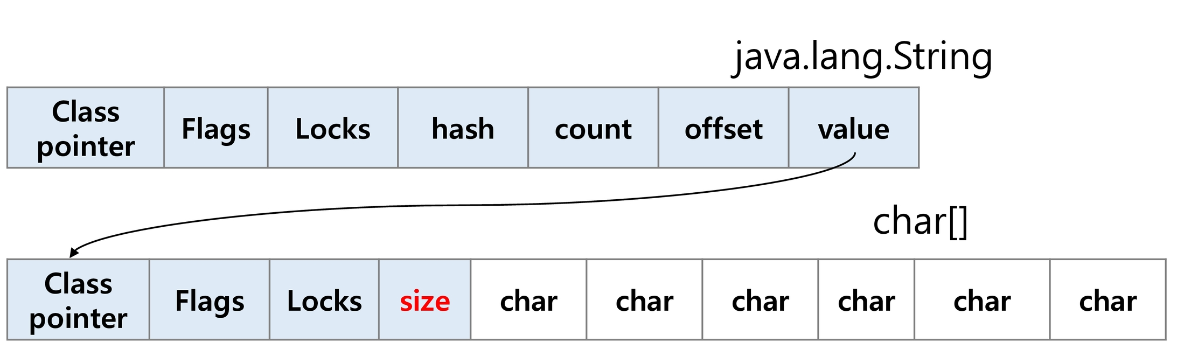 java.lang.String
Class
pointer
Flags
Locks
hash
count
offset
value
char[]
Class
pointer
Flags
Locks
size
char
char
char
char
char
char